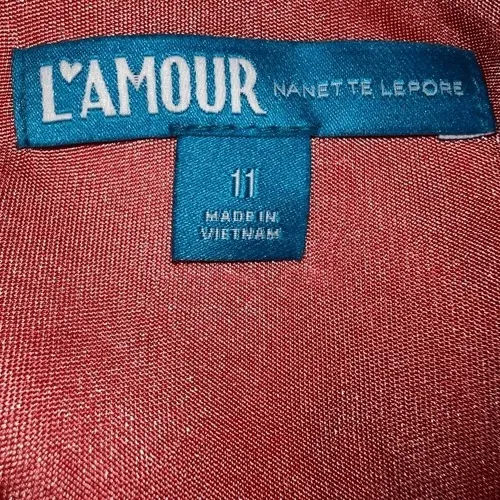 L'AMOUR NANETTE LEPORE
11
MADE IN
VIETNAM